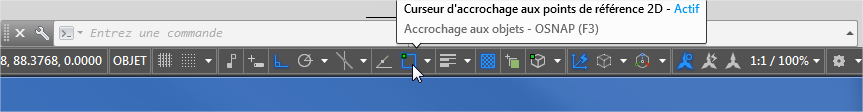 Curseur d'accrochage aux points de référence 2D - Actif
Accrochage aux objets - OSNAP (F3)
Entrez une commande
8, 88.3768, 0.0000 OBJET 1:1 / 100%